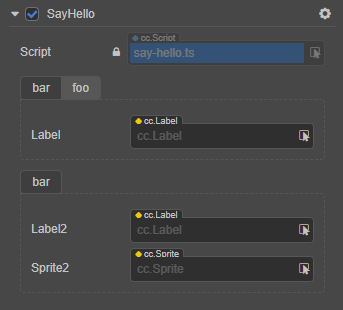 SayHello
Script
cc.Script
say-hello.ts
bar foo
Label
cc.Label
cc.Label
bar
Label2
cc.Label
cc.Label
Sprite2
cc.Sprite
cc.Sprite